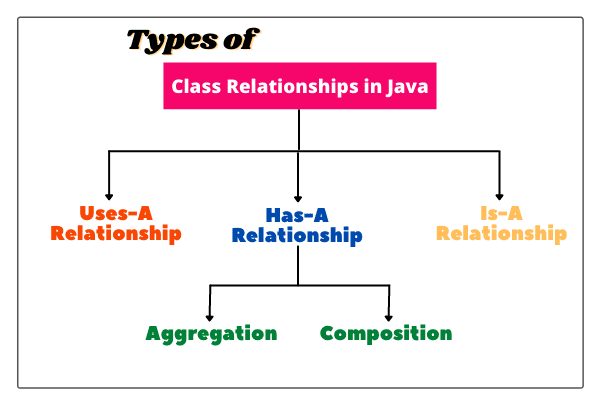 Types of
Class Relationships in Java
Uses-A
Relationship
Has-A
Relationship
Is-A
Relationship
Aggregation
Composition